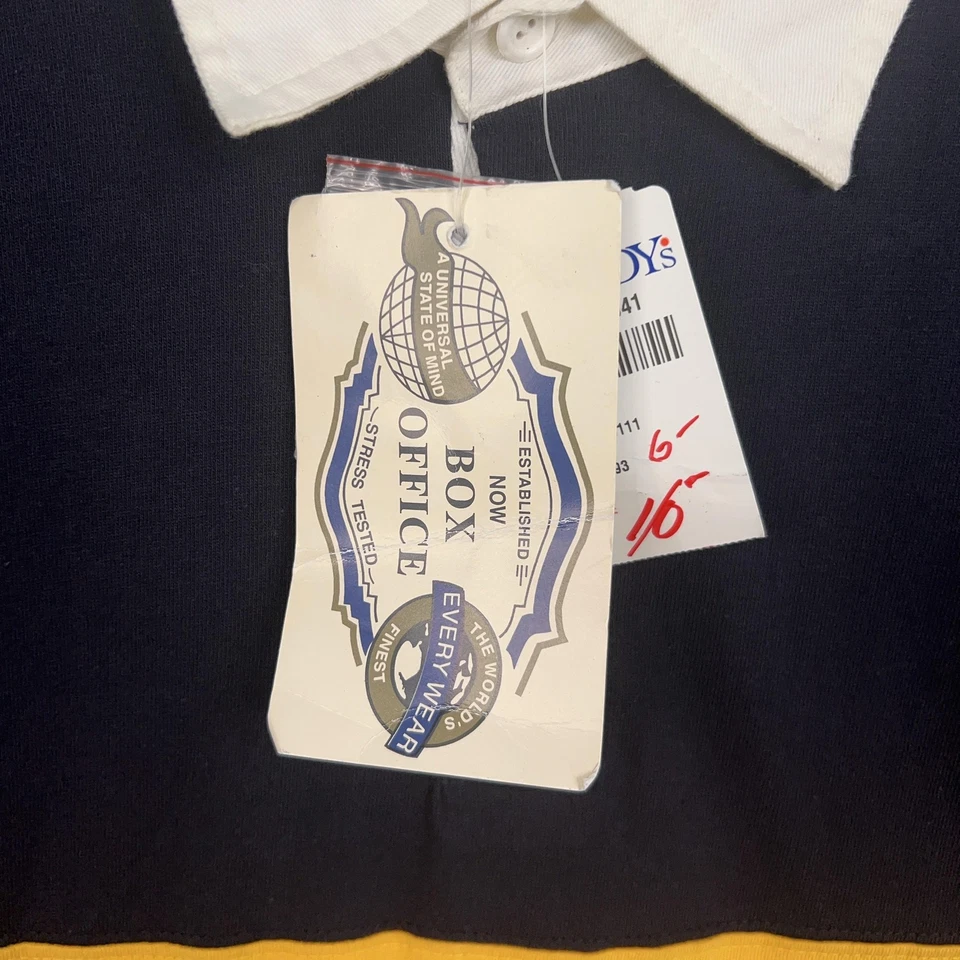 A UNIVERSAL
STATE OF MIND
ESTABLISHED
NOW
BOX
OFFICE
STRESS TESTED
THE WORLD'S
EVERY WEAR
FINEST
OY's
41
111
93
6-
16-